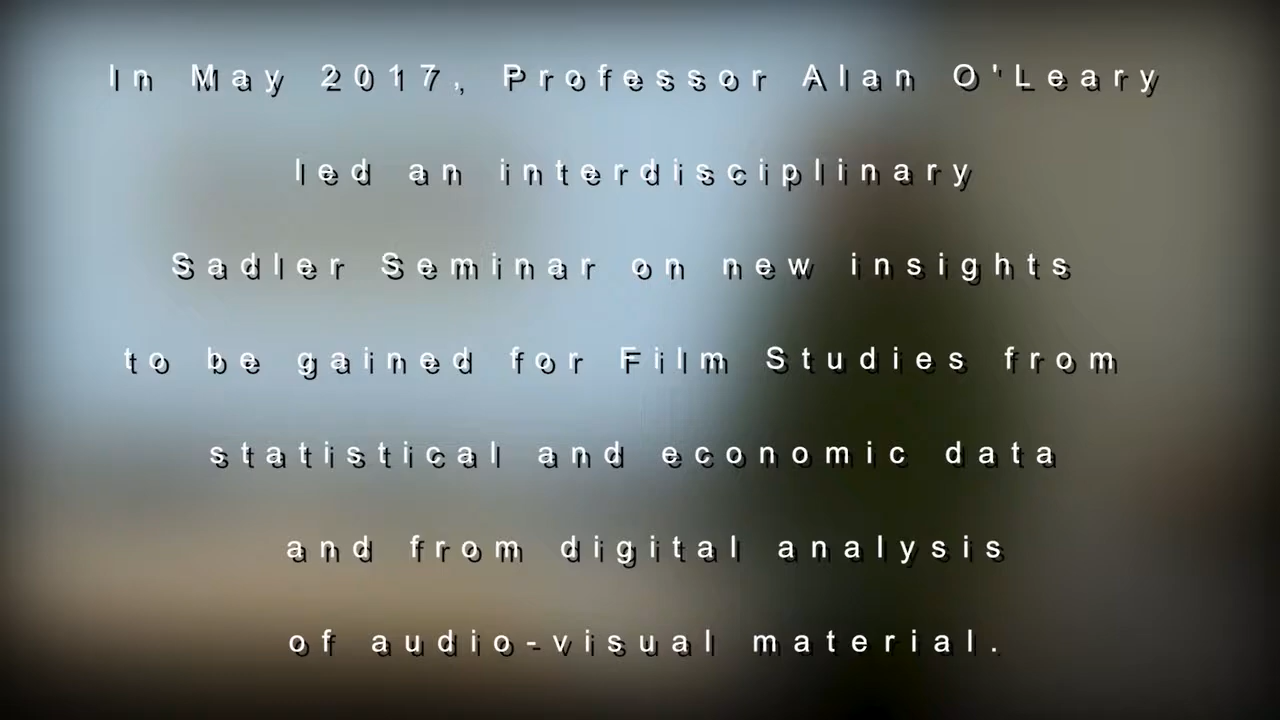 In May 2017, Professor Alan O'Leary
led an interdisciplinary
Sadler Seminar on new insights
to be gained for Film Studies from
statistical and economic data
and from digital analysis
of audio-visual material.